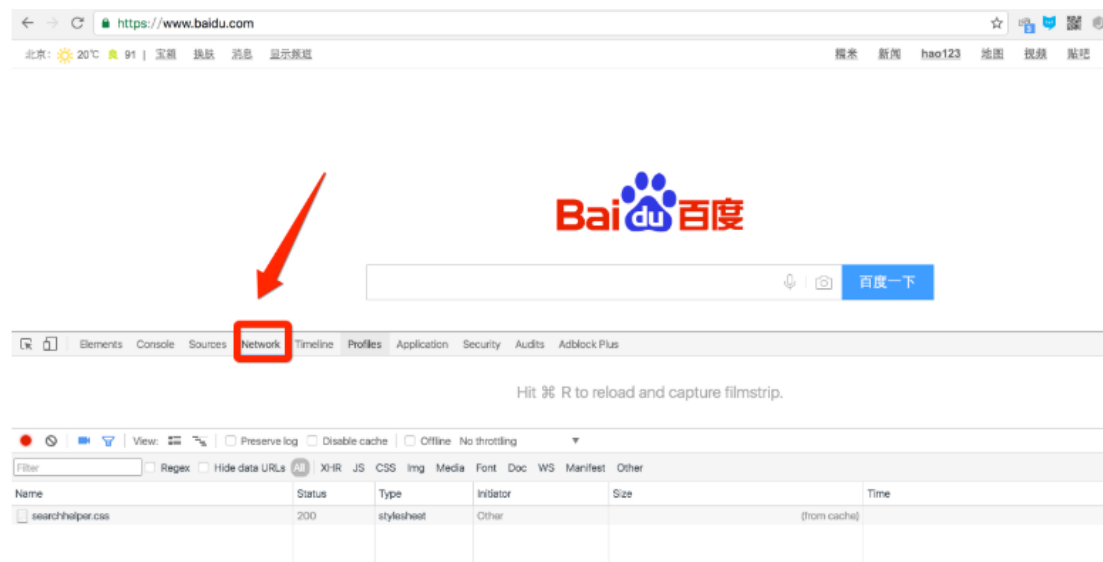 https://www.baidu.com
北京: 20℃ 91 | 宝箱 换肤 消息 显示频道 糯米 新闻 hao123 地图 视频 贴吧
Bai du 百度
百度一下
Elements Console Sources Network Timeline Profiles Application Security Audits Adblock Plus
Hit ⌘ R to reload and capture filmstrip.
View: Preserve log Disable cache Offline No throttling
Filter Regex Hide data URLs All XHR JS CSS Img Media Font Doc WS Manifest Other
Name Status Type Initiator Size Time
searchhelper.css 200 stylesheet Other (from cache)